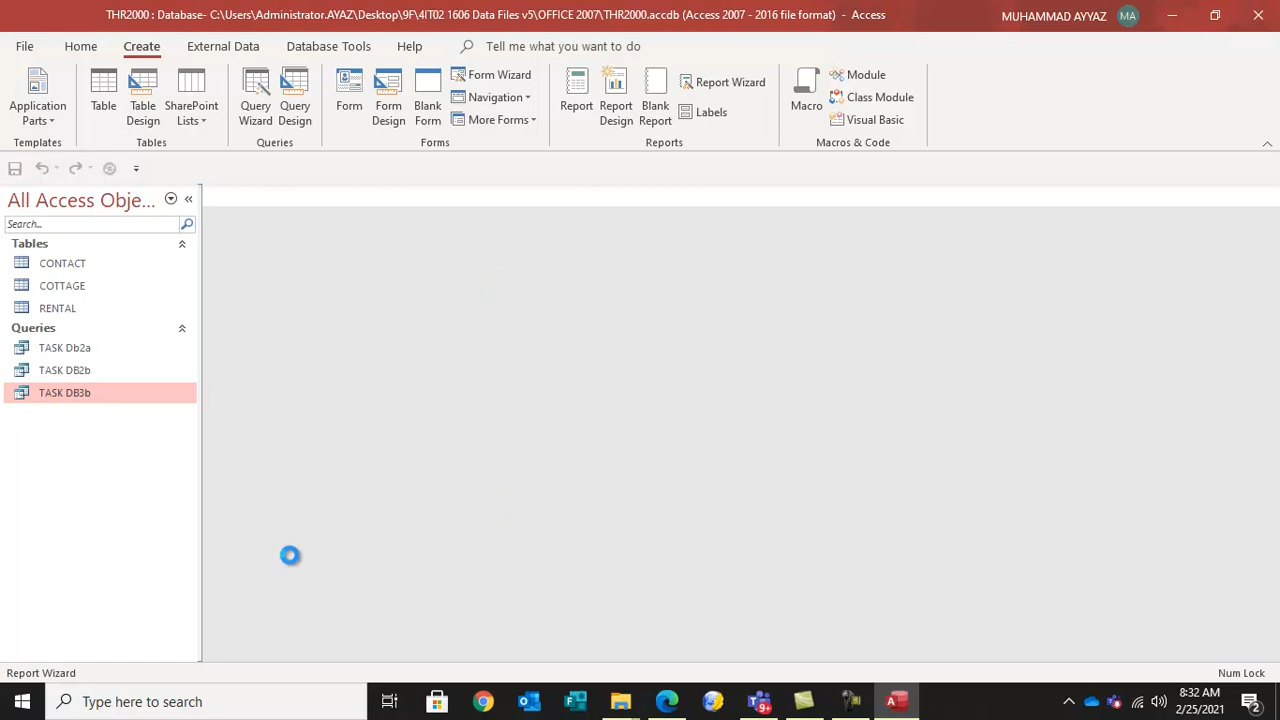 THR2000 : Database- C:\Users\Administrator.AYAZ\Desktop\9F\4IT02 1606 Data Files v5\OFFICE 2007\THR2000.accdb (Access 2007 - 2016 file format) - Access
MUHAMMAD AYYAZ MA
File Home Create External Data Database Tools Help Tell me what you want to do
Application Parts
Templates
Table
Table Design
SharePoint Lists
Tables
Query Wizard
Query Design
Queries
Form
Form Design
Blank Form
Form Wizard
Navigation
More Forms
Forms
Report
Report Design
Blank Report
Report Wizard
Labels
Reports
Macro
Module
Class Module
Visual Basic
Macros & Code
All Access Obje...
Search...
Tables
CONTACT
COTTAGE
RENTAL
Queries
TASK Db2a
TASK DB2b
TASK DB3b
Report Wizard
Num Lock
Type here to search
9+
A
8:32 AM
2/25/2021
2